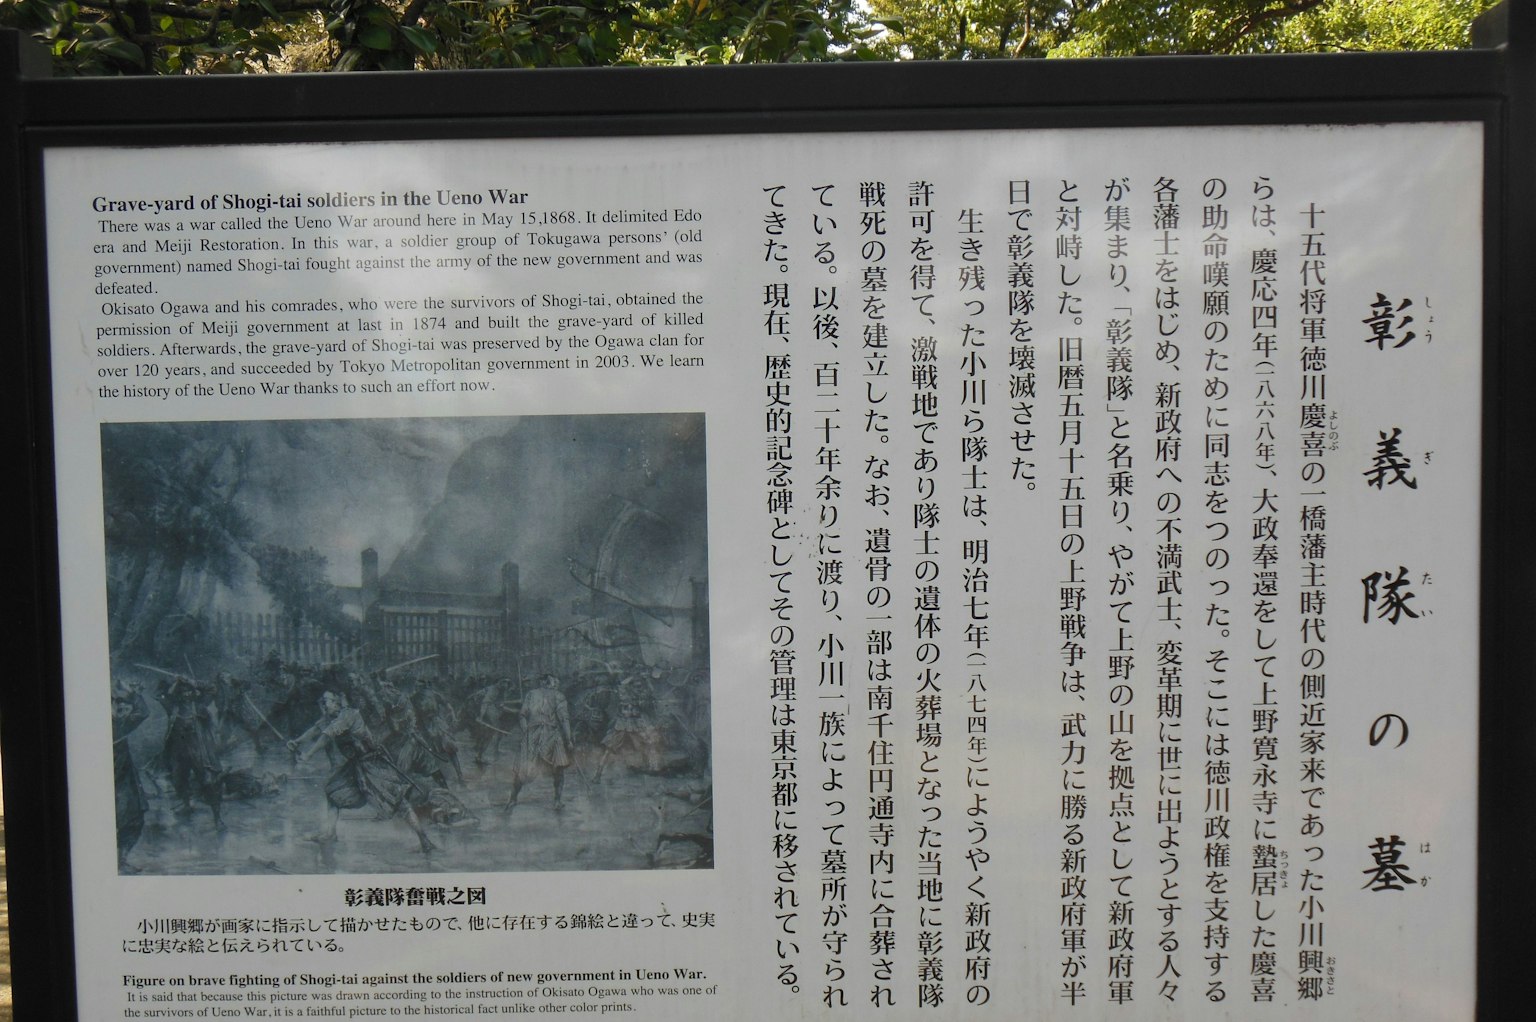 彰義隊の墓
しょうぎたいはか
十五代将軍徳川慶喜の一橋藩主時代の側近家来であった小川興郷
よしのぶ
おきさと
らは、慶応四年(一八六八年)、大政奉還をして上野寛永寺に蟄居した慶喜
ちっきょ
の助命嘆願のために同志をつのった。そこには徳川政権を支持する
各藩士をはじめ、新政府への不満武士、変革期に世に出ようとする人々
が集まり、「彰義隊」と名乗り、やがて上野の山を拠点として新政府軍
と対峙した。旧暦五月十五日の上野戦争は、武力に勝る新政府軍が半
日で彰義隊を壊滅させた。
生き残った小川ら隊士は、明治七年(一八七四年)にようやく新政府の
許可を得て、激戦地であり隊士の遺体の火葬場となった当地に彰義隊
戦死の墓を建立した。なお、遺骨の一部は南千住円通寺内に合葬され
ている。以後、百二十年余りに渡り、小川一族によって墓所が守られ
てきた。現在、歴史的記念碑としてその管理は東京都に移されている。
Grave-yard of Shogi-tai soldiers in the Ueno War
There was a war called the Ueno War around here in May 15,1868. It delimited Edo
era and Meiji Restoration. In this war, a soldier group of Tokugawa persons' (old
government) named Shogi-tai fought against the army of the new government and was
defeated.
Okisato Ogawa and his comrades, who were the survivors of Shogi-tai, obtained the
permission of Meiji government at last in 1874 and built the grave-yard of killed
soldiers. Afterwards, the grave-yard of Shogi-tai was preserved by the Ogawa clan for
over 120 years, and succeeded by Tokyo Metropolitan government in 2003. We learn
the history of the Ueno War thanks to such an effort now.
彰義隊奮戦之図
小川興郷が画家に指示して描かせたもので、他に存在する錦絵と違って、史実
に忠実な絵と伝えられている。
Figure on brave fighting of Shogi-tai against the soldiers of new government in Ueno War.
It is said that because this picture was drawn according to the instruction of Okisato Ogawa who was one of
the survivors of Ueno War, it is a faithful picture to the historical fact unlike other color prints.